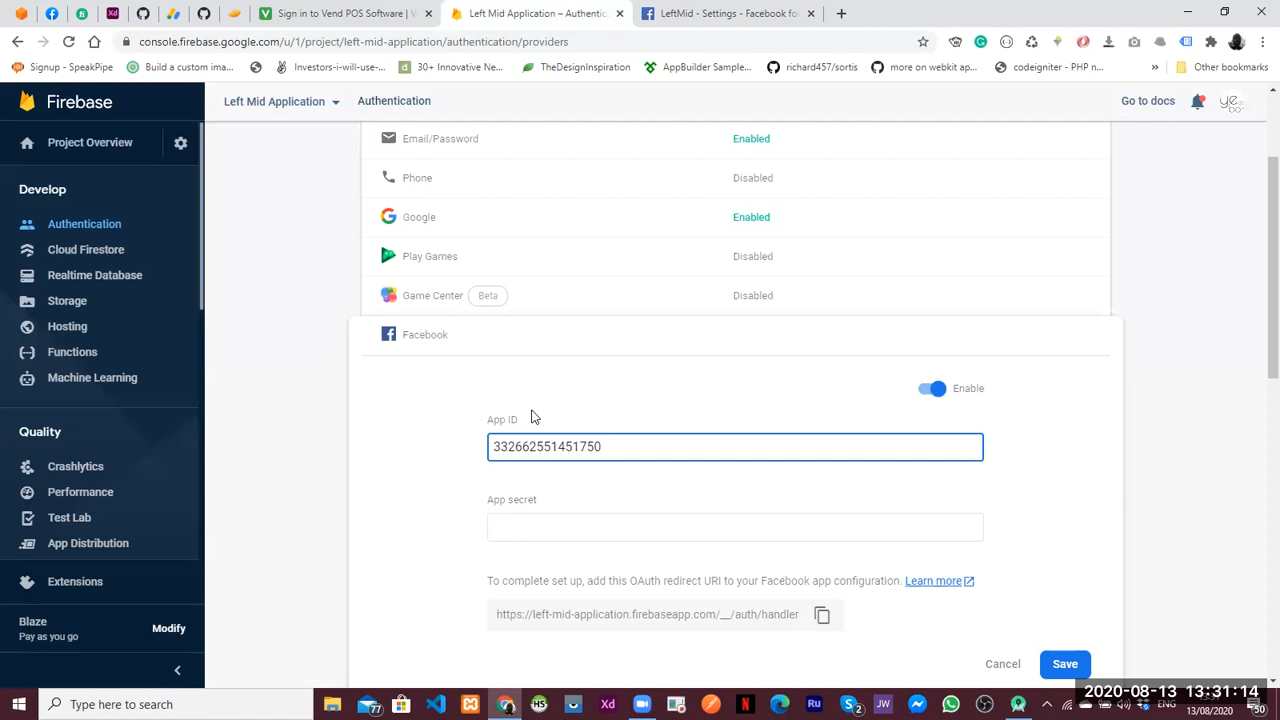 Sign in to Vend POS Software | V
Left Mid Application – Authentic
LeftMid - Settings - Facebook fo
console.firebase.google.com/u/1/project/left-mid-application/authentication/providers
Signup - SpeakPipe
Build a custom ima...
Investors-i-will-use-...
30+ Innovative New...
TheDesignInspiration
AppBuilder Sample...
richard457/sortis
more on webkit app...
codeigniter - PHP n...
»
Other bookmarks
Firebase
Left Mid Application
Authentication
Go to docs
Project Overview
Develop
Authentication
Cloud Firestore
Realtime Database
Storage
Hosting
Functions
Machine Learning
Quality
Crashlytics
Performance
Test Lab
App Distribution
Extensions
Blaze
Pay as you go
Modify
Email/Password Enabled
Phone Disabled
Google Enabled
Play Games Disabled
Game Center Beta Disabled
Facebook
Enable
App ID
332662551451750
App secret
To complete set up, add this OAuth redirect URI to your Facebook app configuration. Learn more
https://left-mid-application.firebaseapp.com/__/auth/handler
Cancel
Save
Type here to search
ENG
13/08/2020
2020-08-13 13:31:14